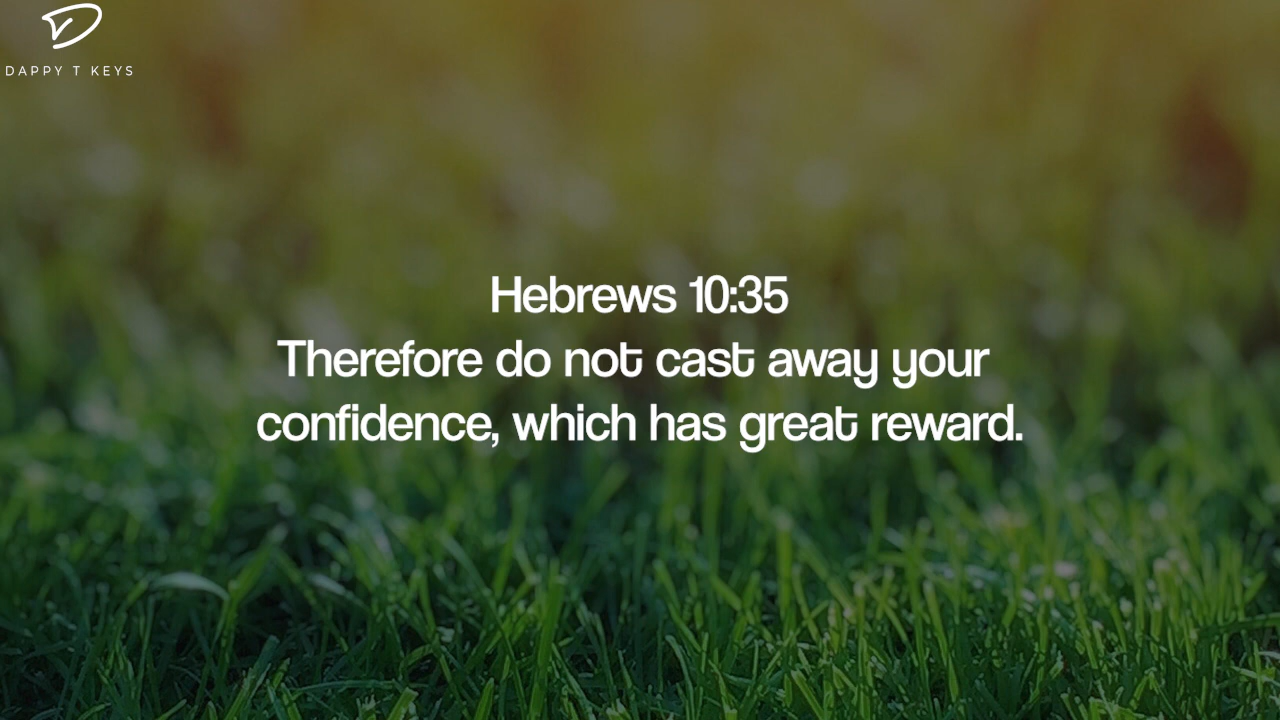 DAPPY T KEYS
Hebrews 10:35
Therefore do not cast away your
confidence, which has great reward.